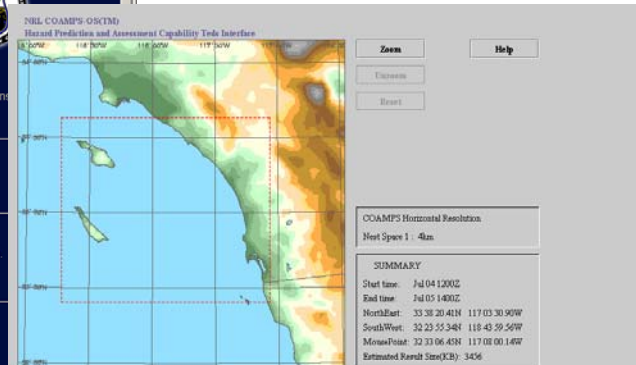 NRL COAMPS-OS(TM)
Hazard Prediction and Assessment Capability Teds Interface
Zoom
Help
Unzoom
Reset
COAMPS Horizontal Resolution
Nest Space 1 : 4km
SUMMARY
Start time: Jul 04 1200Z
End time: Jul 05 1400Z
NorthEast: 33 38 20.41N 117 03 30.90W
SouthWest: 32 23 55.34N 118 43 59.56W
MousePoint: 32 33 06.45N 117 08 00.14W
Estimated Result Size(KB): 3456